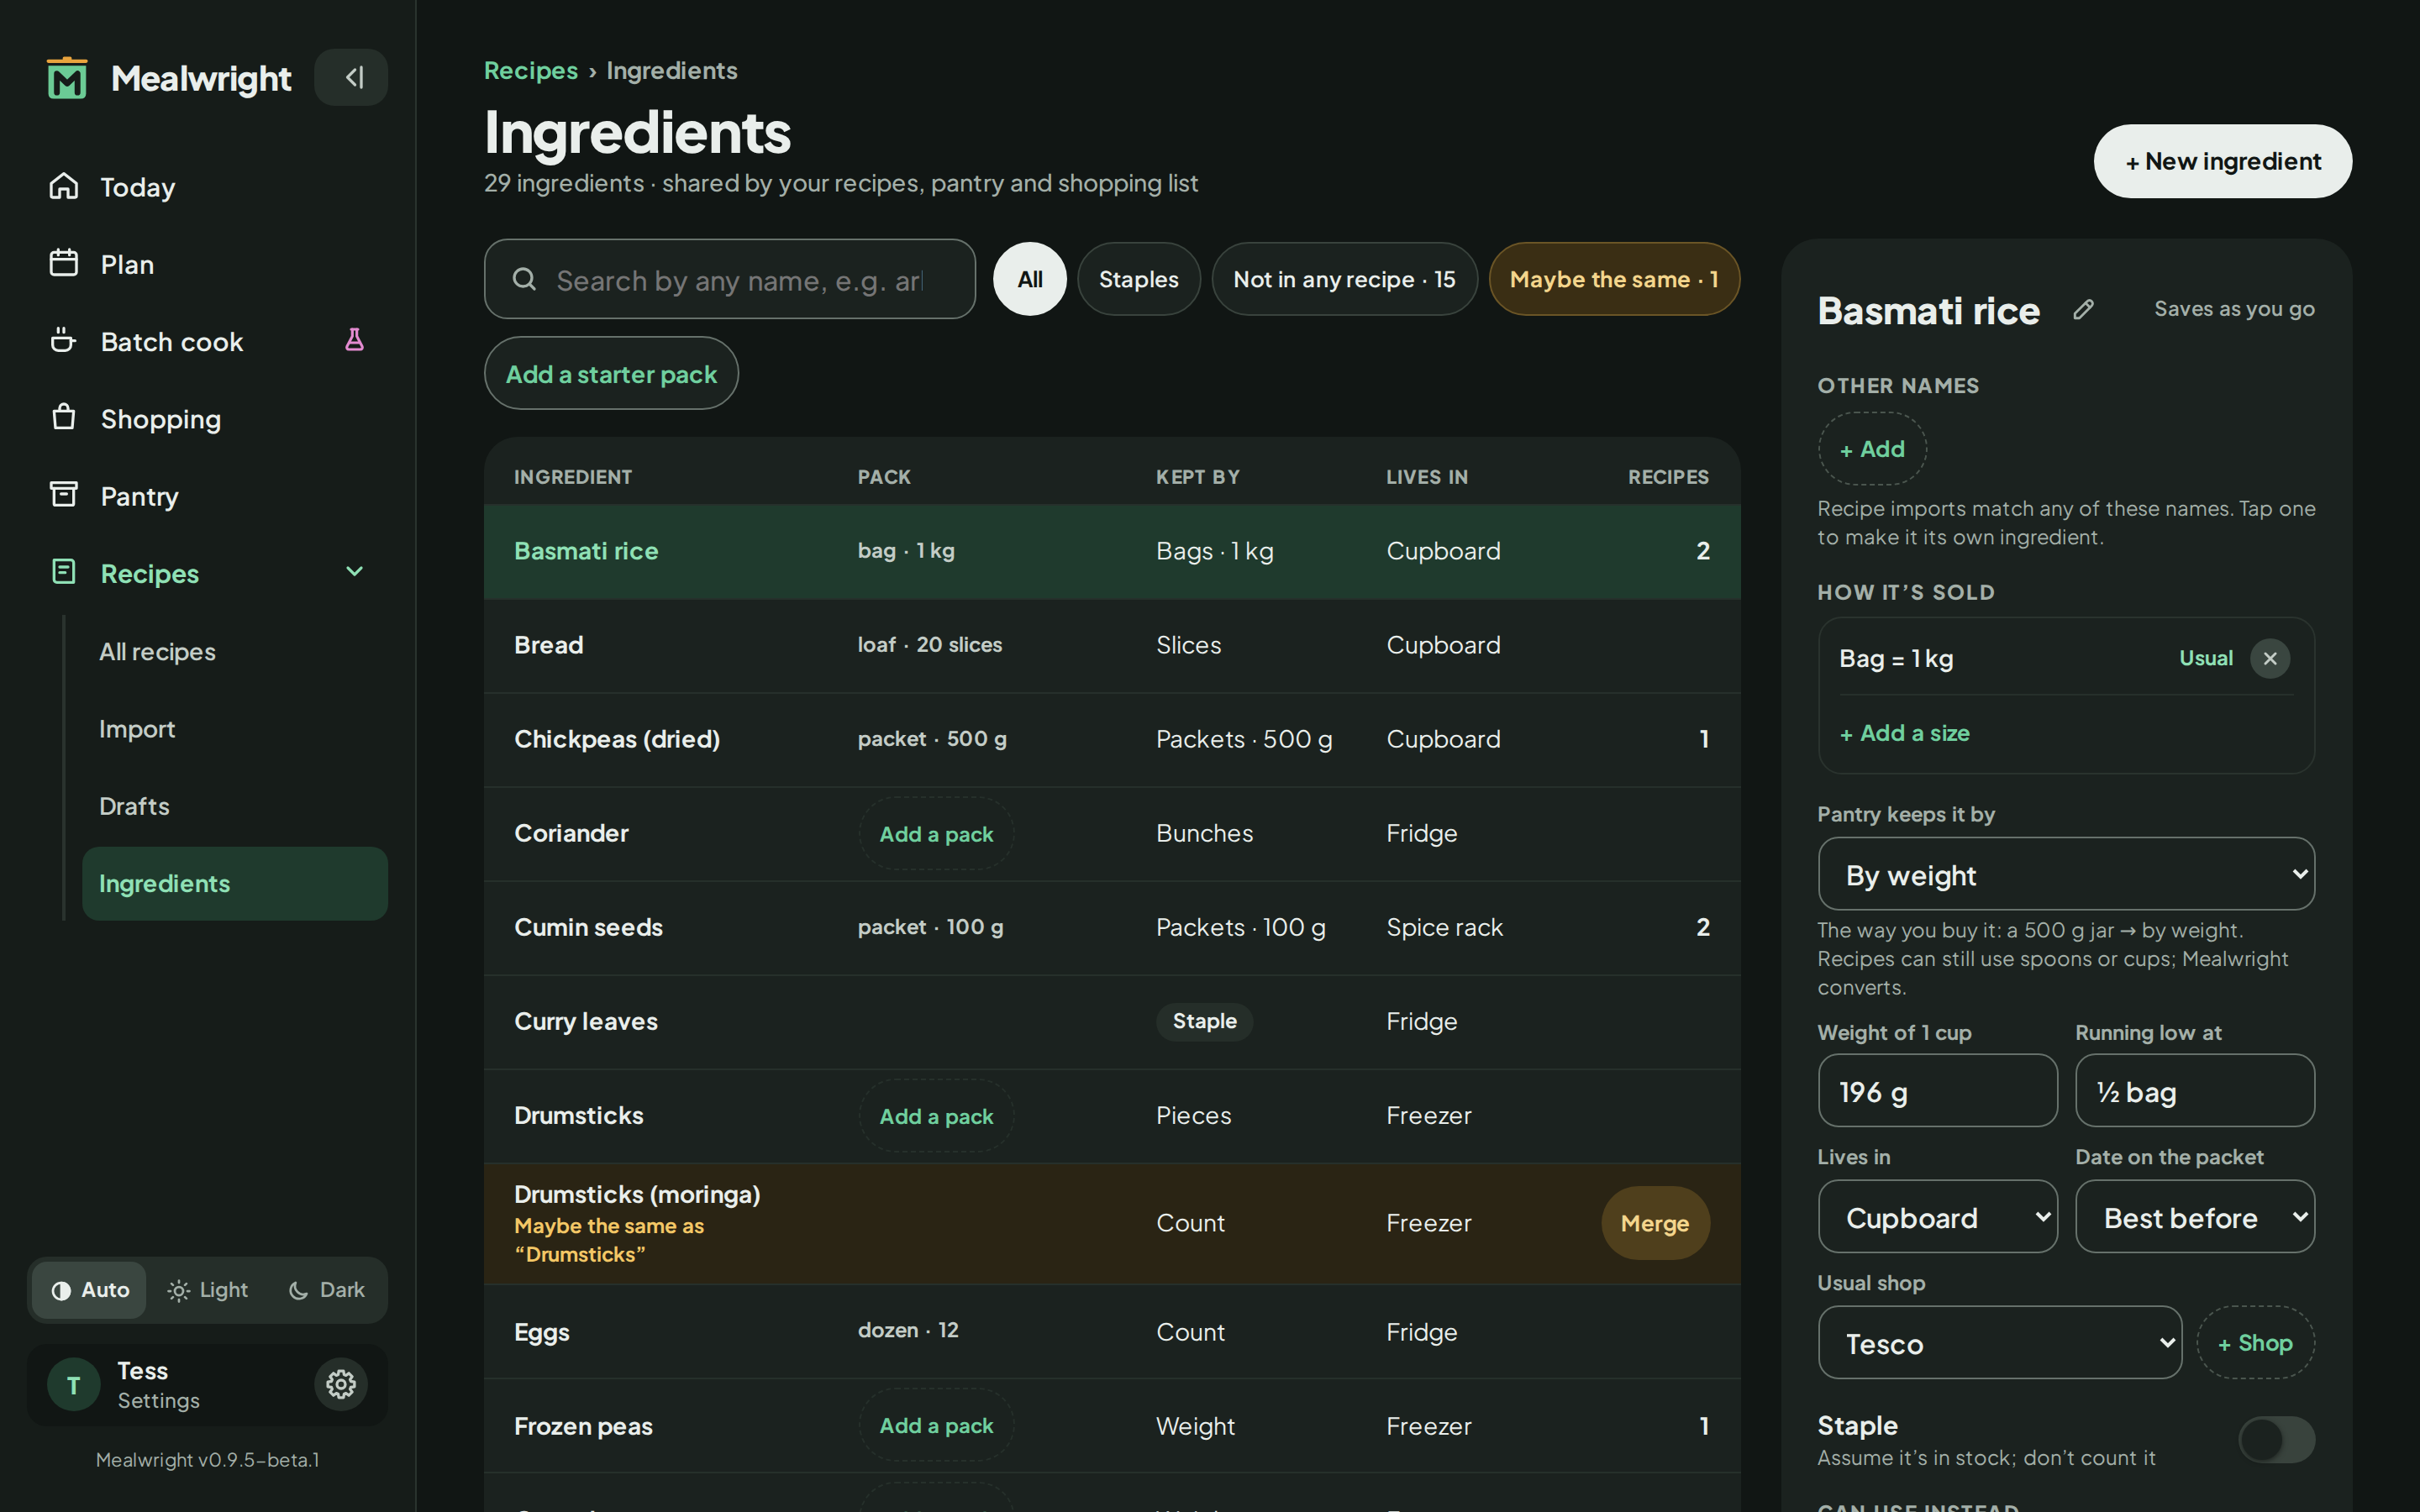 Mealwright
Today
Plan
Batch cook
Shopping
Pantry
Recipes
All recipes
Import
Drafts
Ingredients
Auto
Light
Dark
T
Tess
Settings
Mealwright v0.9.5-beta.1
Recipes › Ingredients
Ingredients
29 ingredients · shared by your recipes, pantry and shopping list
+ New ingredient
Search by any name, e.g.
All
Staples
Not in any recipe · 15
Maybe the same · 1
Add a starter pack
INGREDIENT PACK KEPT BY LIVES IN RECIPES
Basmati rice bag · 1 kg Bags · 1 kg Cupboard 2
Bread loaf · 20 slices Slices Cupboard
Chickpeas (dried) packet · 500 g Packets · 500 g Cupboard 1
Coriander Add a pack Bunches Fridge
Cumin seeds packet · 100 g Packets · 100 g Spice rack 2
Curry leaves Staple Fridge
Drumsticks Add a pack Pieces Freezer
Drumsticks (moringa)
Maybe the same as
“Drumsticks”
Count Freezer Merge
Eggs dozen · 12 Count Fridge
Frozen peas Add a pack Weight Freezer 1
Basmati rice
Saves as you go
OTHER NAMES
+ Add
Recipe imports match any of these names. Tap one
to make it its own ingredient.
HOW IT’S SOLD
Bag = 1 kg Usual
+ Add a size
Pantry keeps it by
By weight
The way you buy it: a 500 g jar → by weight.
Recipes can still use spoons or cups; Mealwright
converts.
Weight of 1 cup Running low at
196 g ½ bag
Lives in Date on the packet
Cupboard Best before
Usual shop
Tesco + Shop
Staple
Assume it’s in stock; don’t count it